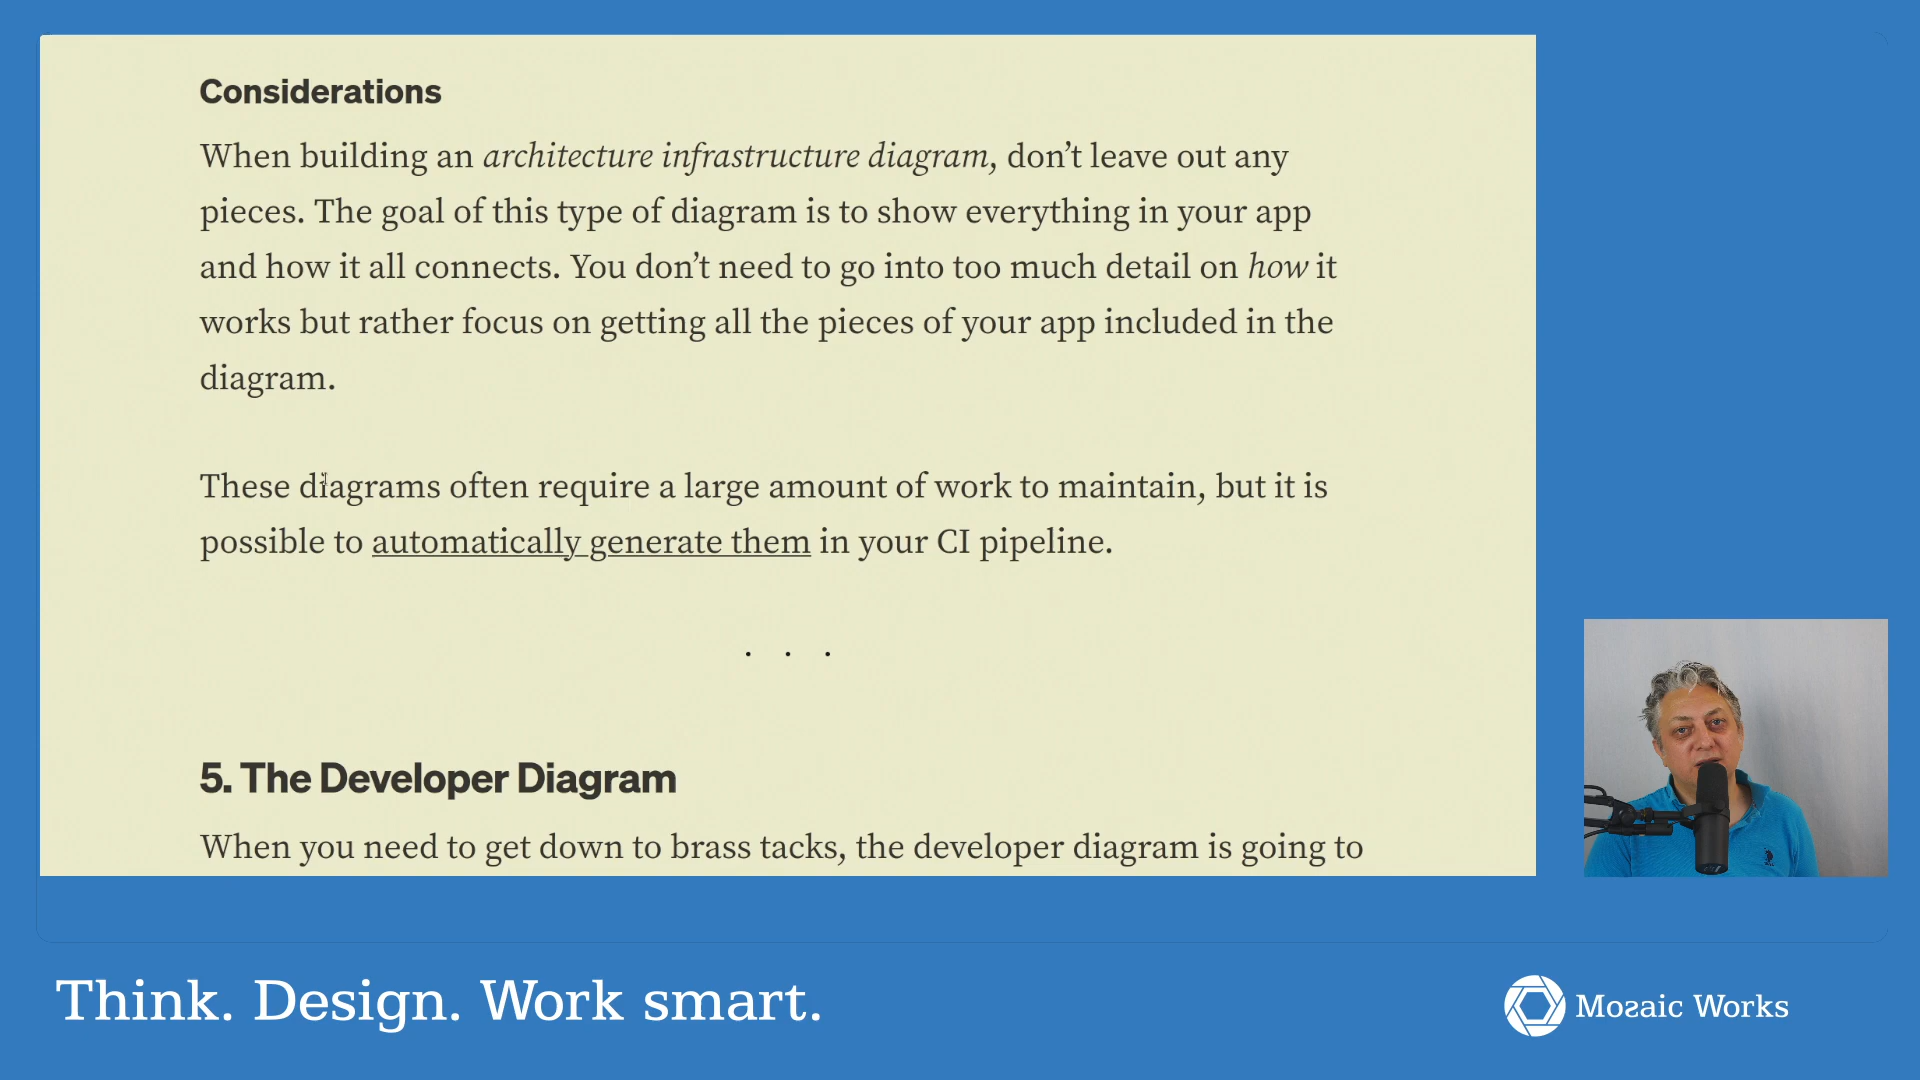 Considerations
When building an architecture infrastructure diagram, don’t leave out any
pieces. The goal of this type of diagram is to show everything in your app
and how it all connects. You don’t need to go into too much detail on how it
works but rather focus on getting all the pieces of your app included in the
diagram.
These diagrams often require a large amount of work to maintain, but it is
possible to automatically generate them in your CI pipeline.
. . .
5. The Developer Diagram
When you need to get down to brass tacks, the developer diagram is going to
Think. Design. Work smart.
Mozaic Works